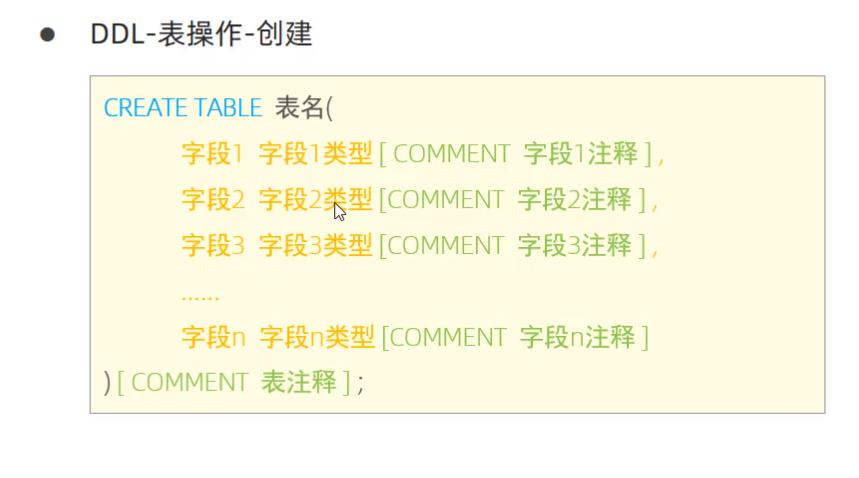 DDL-表操作-创建
CREATE TABLE 表名(
字段1 字段1类型[ COMMENT 字段1注释 ] ,
字段2 字段2类型[COMMENT 字段2注释 ] ,
字段3 字段3类型[COMMENT 字段3注释 ] ,
......
字段n 字段n类型[COMMENT 字段n注释 ]
)[ COMMENT 表注释 ] ;